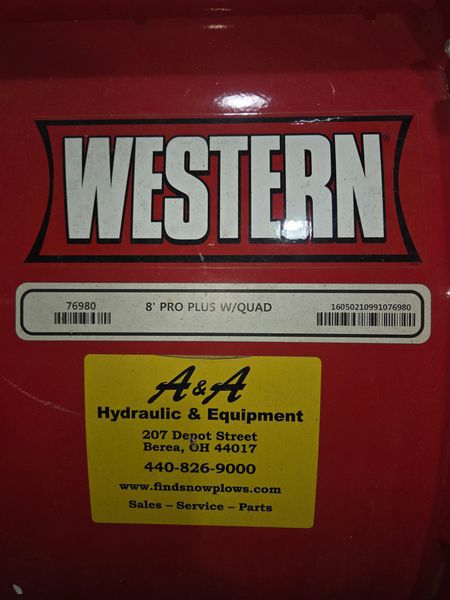 WESTERN®
76980 8' PRO PLUS W/QUAD 16050210991076980
A&A
Hydraulic & Equipment
207 Depot Street
Berea, OH 44017
440-826-9000
www.findsnowplows.com
Sales – Service – Parts